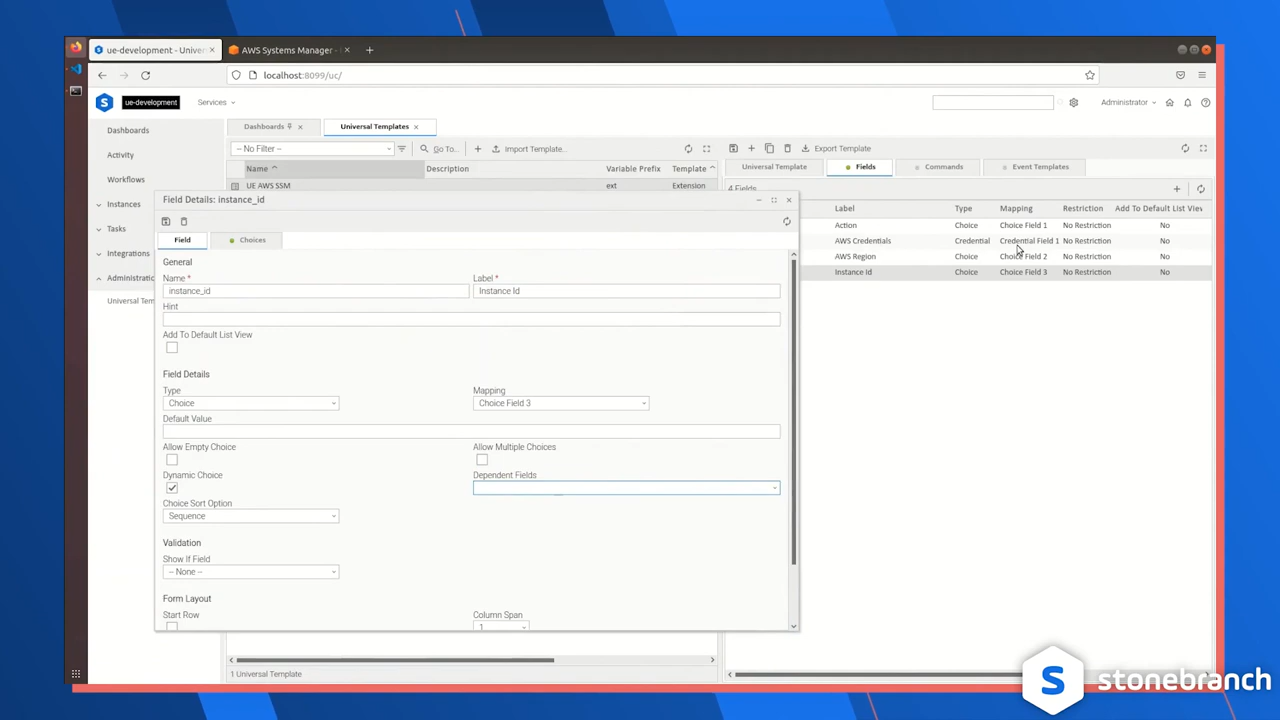 ue-development - Univer
AWS Systems Manager -
localhost:8099/uc/
ue-development
Services
Administrator
Dashboards
Activity
Workflows
Instances
Tasks
Integrations
Administratio
Universal Tem
Dashboards
Universal Templates
-- No Filter --
Go To...
Import Template...
Name
Description
Variable Prefix
Template
UE AWS SSM
ext
Extension
Export Template
Universal Template
Fields
Commands
Event Templates
4 Fields
Label
Type
Mapping
Restriction
Add To Default List View
Action
Choice
Choice Field 1
No Restriction
No
AWS Credentials
Credential
Credential Field 1
No Restriction
No
AWS Region
Choice
Choice Field 2
No Restriction
No
Instance Id
Choice
Choice Field 3
No Restriction
No
Field Details: instance_id
Field
Choices
General
Name *
Label *
instance_id
Instance Id
Hint
Add To Default List View
Field Details
Type
Mapping
Choice
Choice Field 3
Default Value
Allow Empty Choice
Allow Multiple Choices
Dynamic Choice
Dependent Fields
Choice Sort Option
Sequence
Validation
Show If Field
-- None --
Form Layout
Start Row
Column Span
1
1 Universal Template
S stonebranch